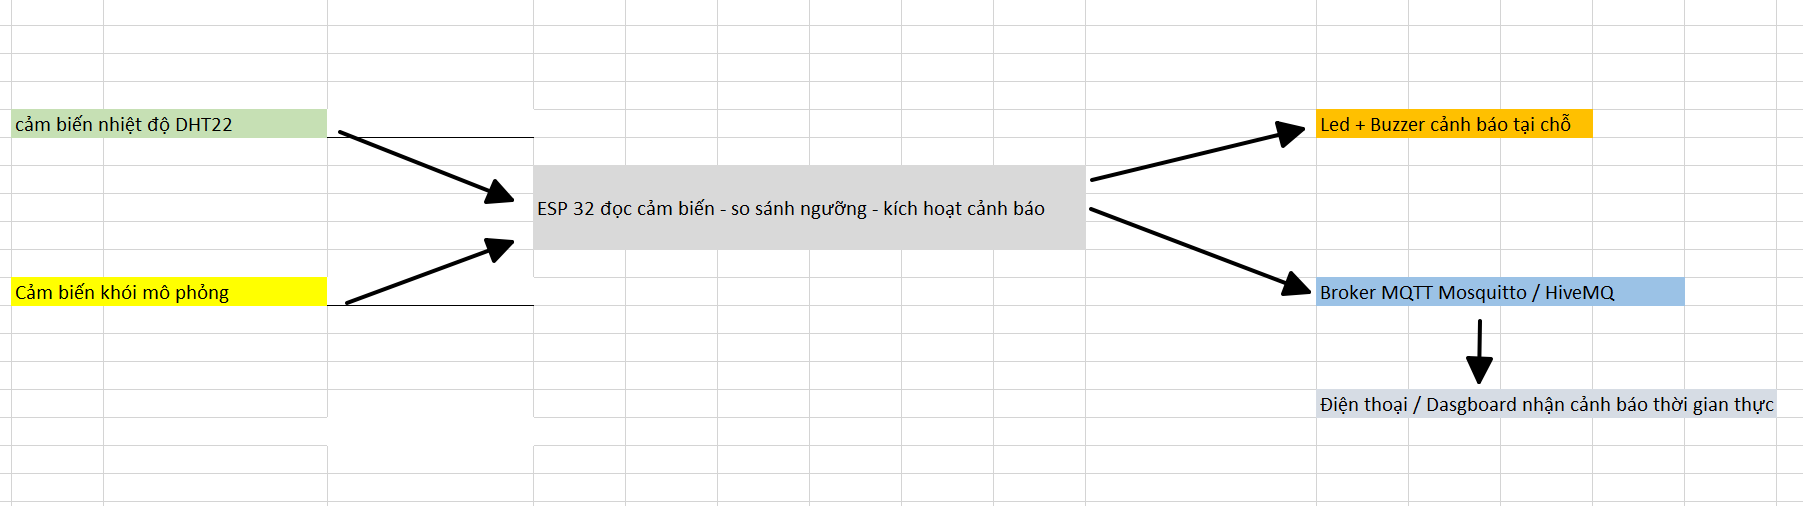 cảm biến nhiệt độ DHT22
Cảm biến khói mô phỏng
ESP 32 đọc cảm biến - so sánh ngưỡng - kích hoạt cảnh báo
Led + Buzzer cảnh báo tại chỗ
Broker MQTT Mosquitto / HiveMQ
Điện thoại / Dasgboard nhận cảnh báo thời gian thực